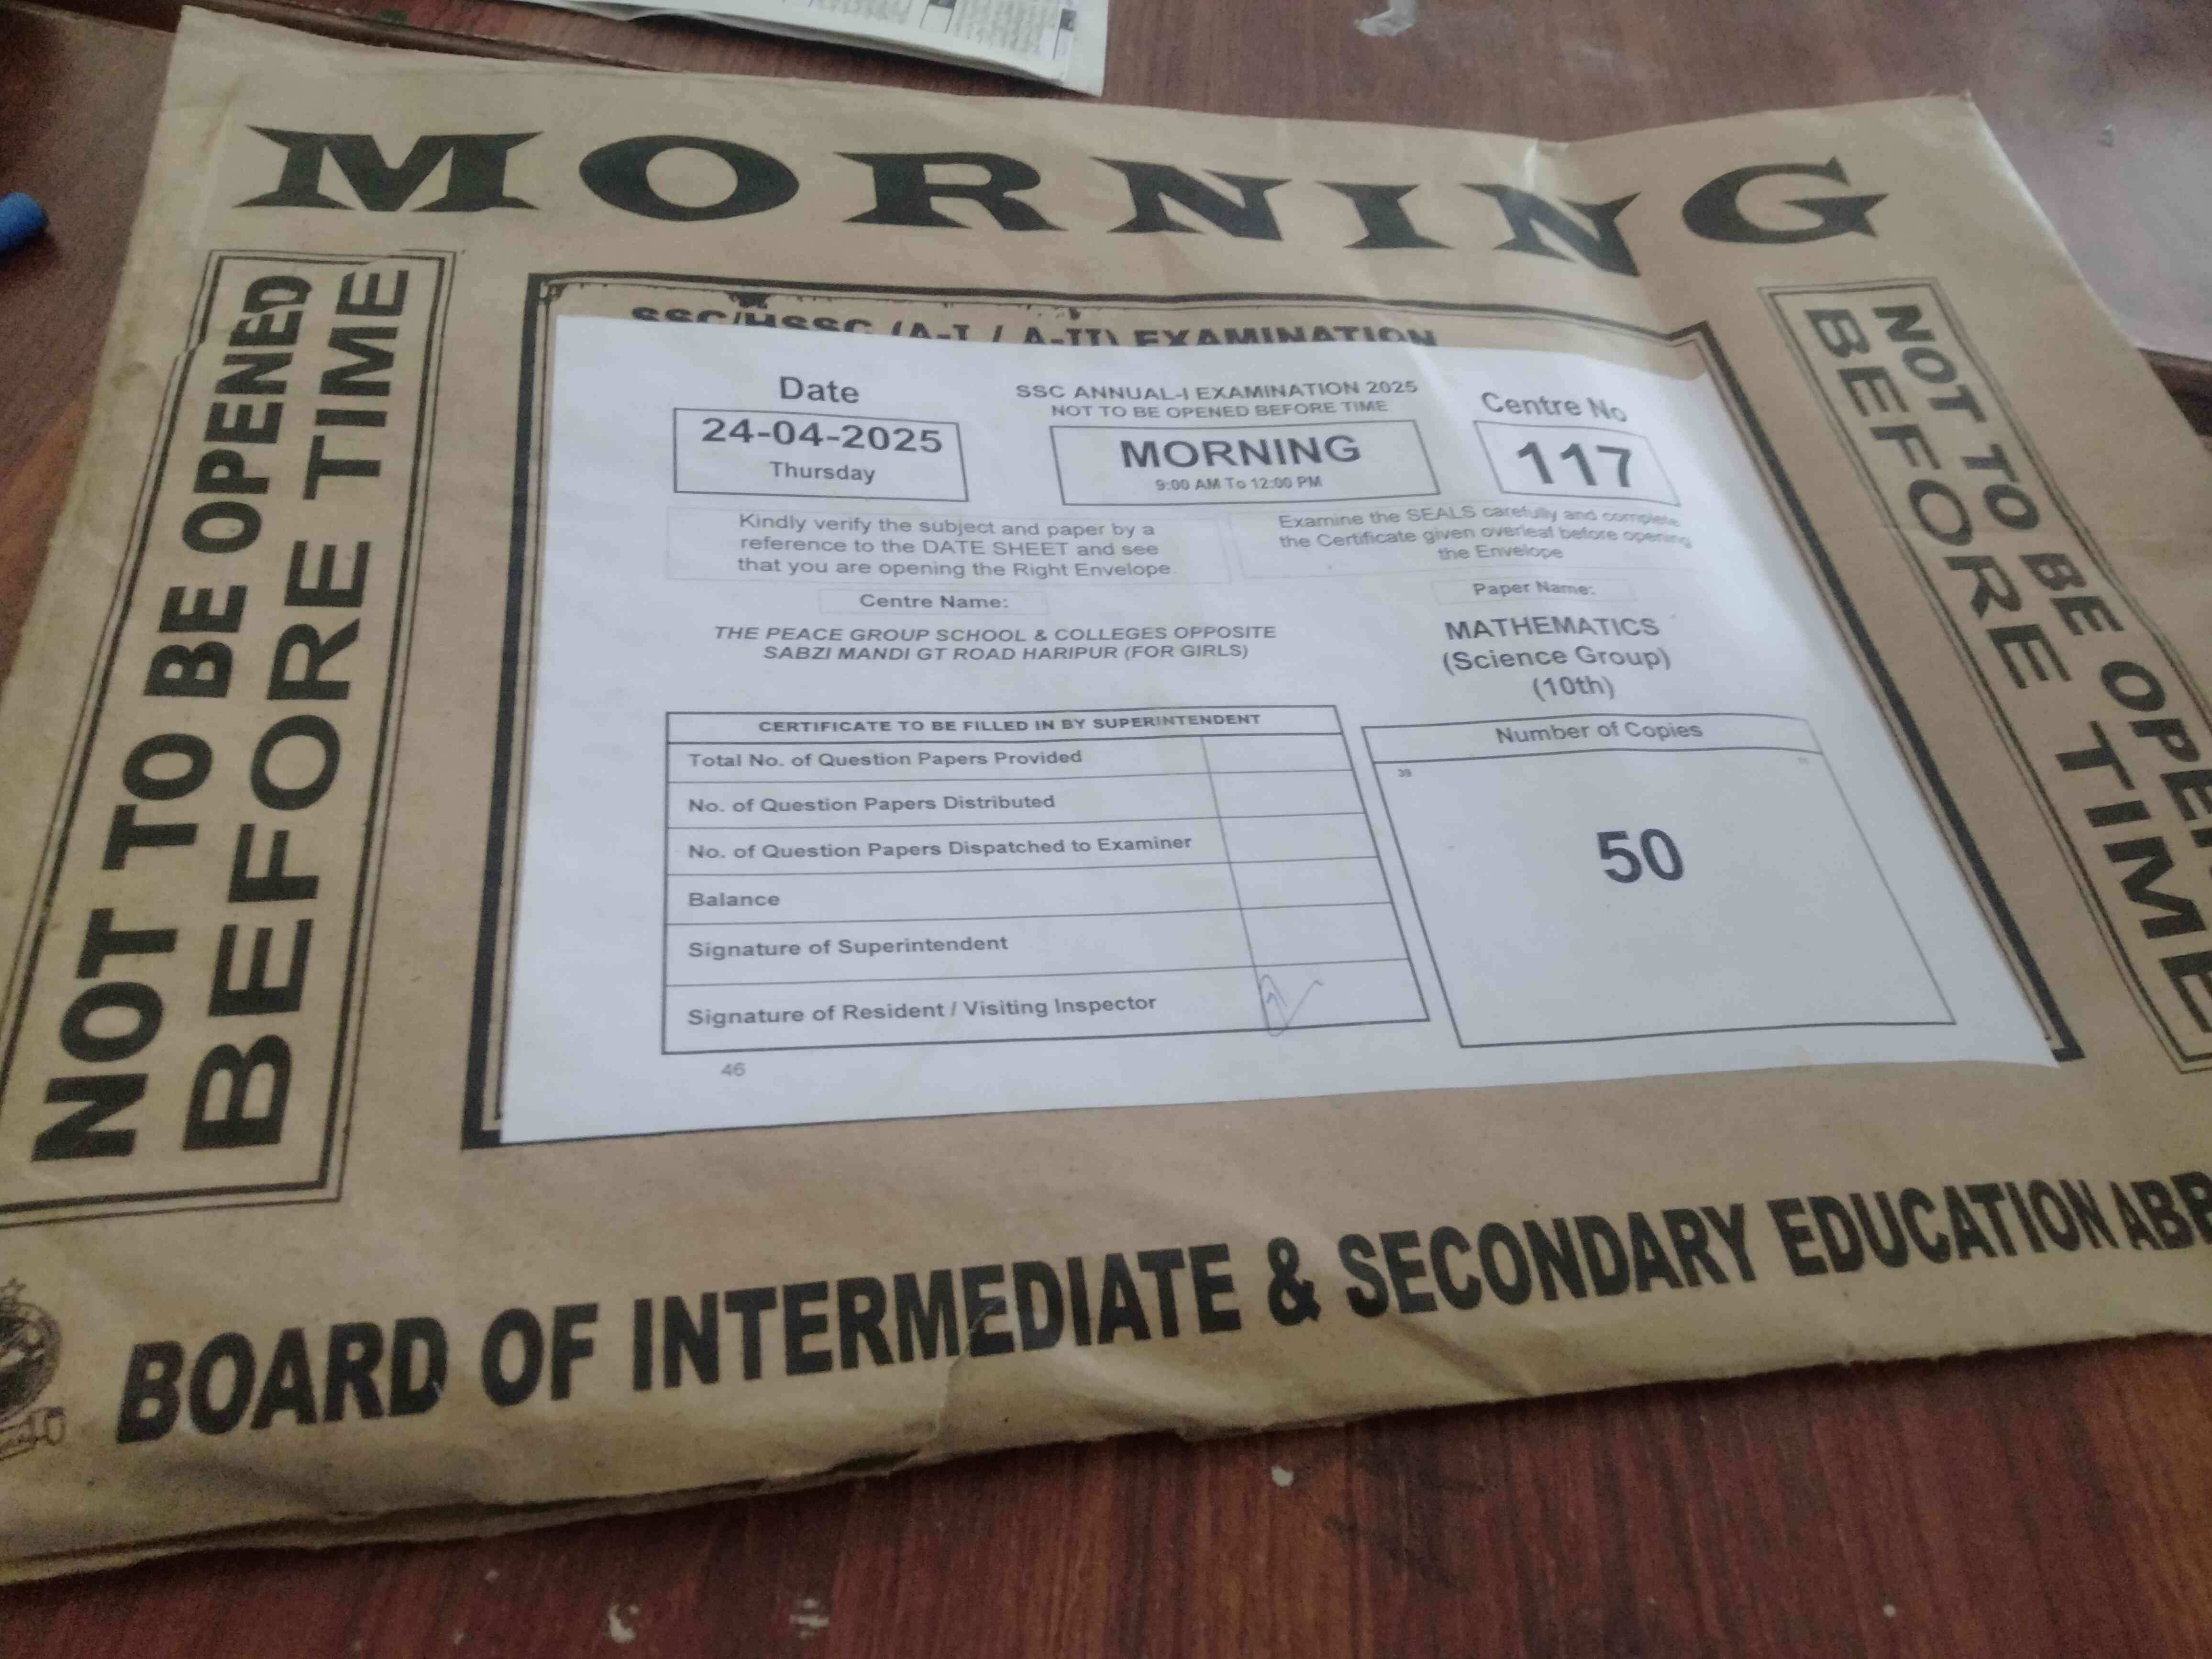 MORNING
NOT TO BE OPENED
BEFORE TIME
SSC/HSSC (A-I / A-II) EXAMINATION
Date
24-04-2025
Thursday
SSC ANNUAL-I EXAMINATION 2025
NOT TO BE OPENED BEFORE TIME
MORNING
9:00 AM To 12:00 PM
Centre No
117
Kindly verify the subject and paper by a
reference to the DATE SHEET and see
that you are opening the Right Envelope.
Examine the SEALS carefully and complete
the Certificate given overleaf before opening
the Envelope
Centre Name:
THE PEACE GROUP SCHOOL & COLLEGES OPPOSITE
SABZI MANDI GT ROAD HARIPUR (FOR GIRLS)
Paper Name:
MATHEMATICS
(Science Group)
(10th)
CERTIFICATE TO BE FILLED IN BY SUPERINTENDENT
Total No. of Question Papers Provided
No. of Question Papers Distributed
No. of Question Papers Dispatched to Examiner
Balance
Signature of Superintendent
Signature of Resident / Visiting Inspector
Number of Copies
39
50
46
NOT TO BE OPE
BEFORE TIME
BOARD OF INTERMEDIATE & SECONDARY EDUCATION ABB